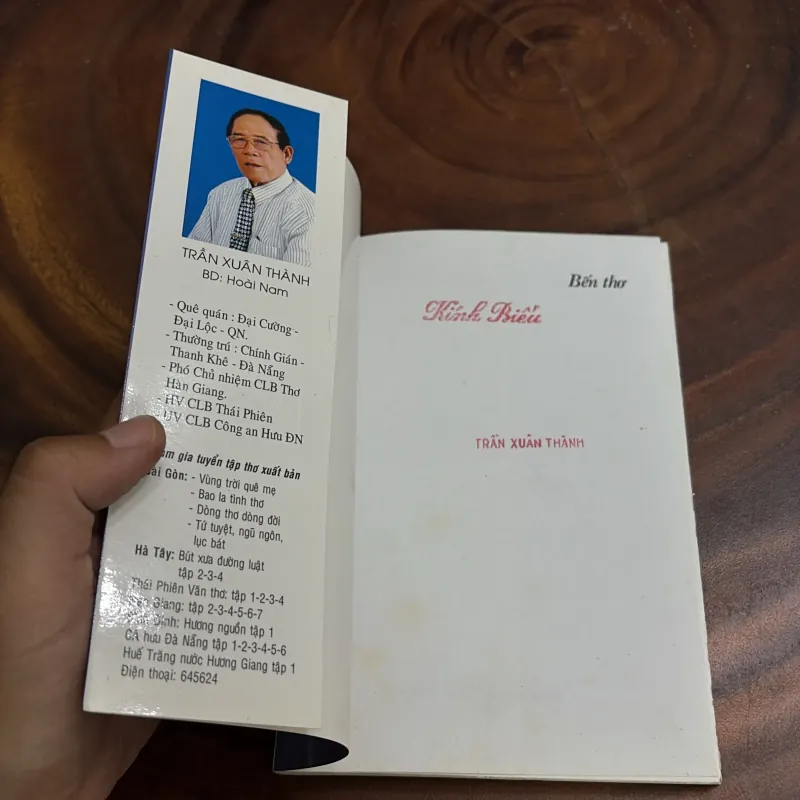 TRẦN XUÂN THÀNH
BD: Hoài Nam
- Quê quán : Đại Cường -
Đại Lộc - QN.
- Thường trú : Chính Gián -
Thanh Khê - Đà Nẵng
- Phó Chủ nhiệm CLB Thơ
Hàn Giang.
- HV CLB Thái Phiên
- UV CLB Công an Hưu ĐN
gia tuyển tập thơ xuất bản
Gòn: - Vùng trời quê mẹ
- Bao la tình thơ
- Dòng thơ dòng đời
- Tứ tuyệt, ngũ ngôn,
lục bát
Hà Tây: Bút xưa đường luật
tập 2-3-4
Thái Phiên Văn thơ: tập 1-2-3-4
Giang: tập 2-3-4-5-6-7
Định: Hương nguồn tập 1
CA hưu Đà Nẵng tập 1-2-3-4-5-6
Huế Trăng nước Hương Giang tập 1
Điện thoại: 645624
Bến thơ
Kính Biếu
TRẦN XUÂN THÀNH